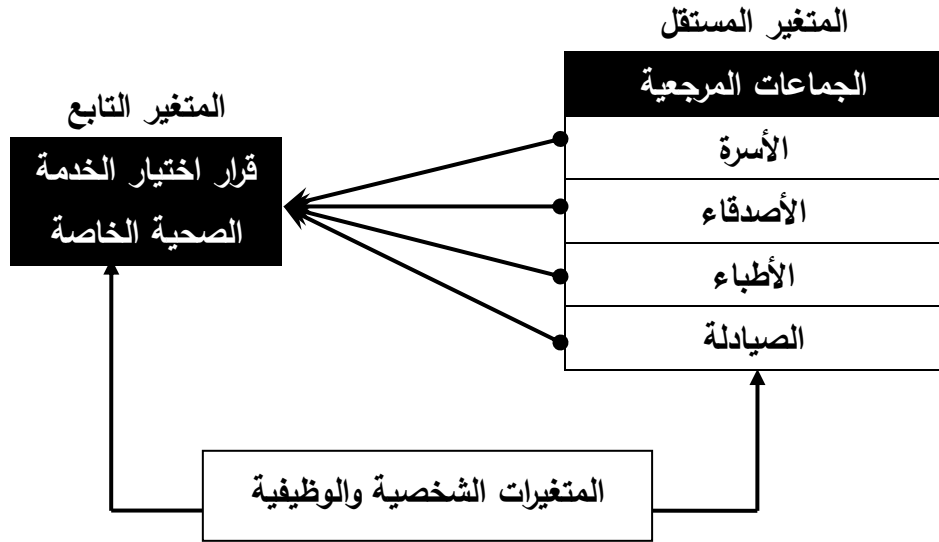 المتغير المستقل
الجماعات المرجعية
الأسرة
الأصدقاء
الأطباء
الصيادلة
المتغير التابع
قرار اختيار الخدمة
الصحية الخاصة
المتغيرات الشخصية والوظيفية